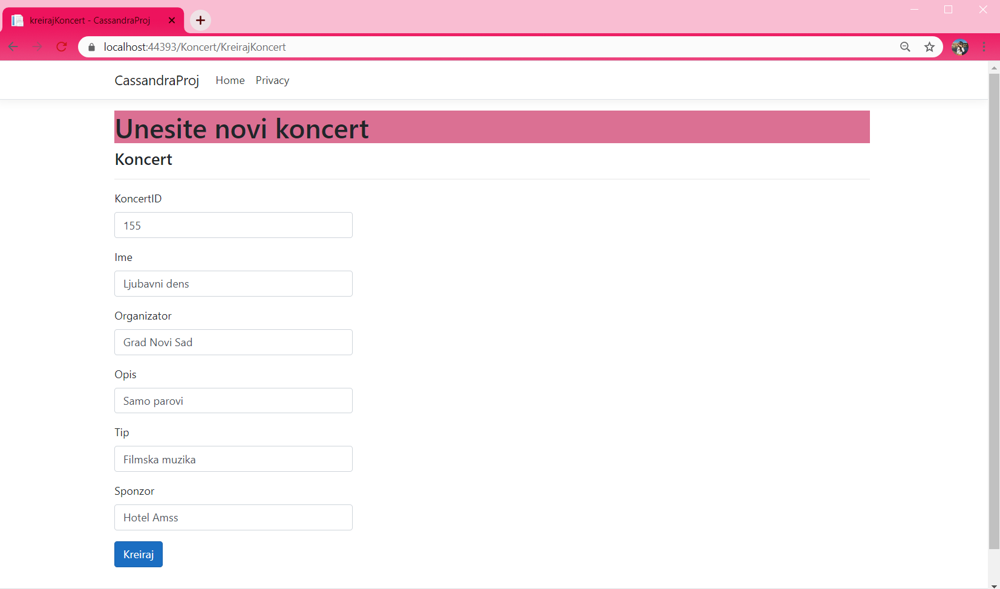 kreirajKoncert - CassandraProj
localhost:44393/Koncert/KreirajKoncert
CassandraProj Home Privacy
Unesite novi koncert
Koncert
KoncertID
155
Ime
Ljubavni dens
Organizator
Grad Novi Sad
Opis
Samo parovi
Tip
Filmska muzika
Sponzor
Hotel Amss
Kreiraj